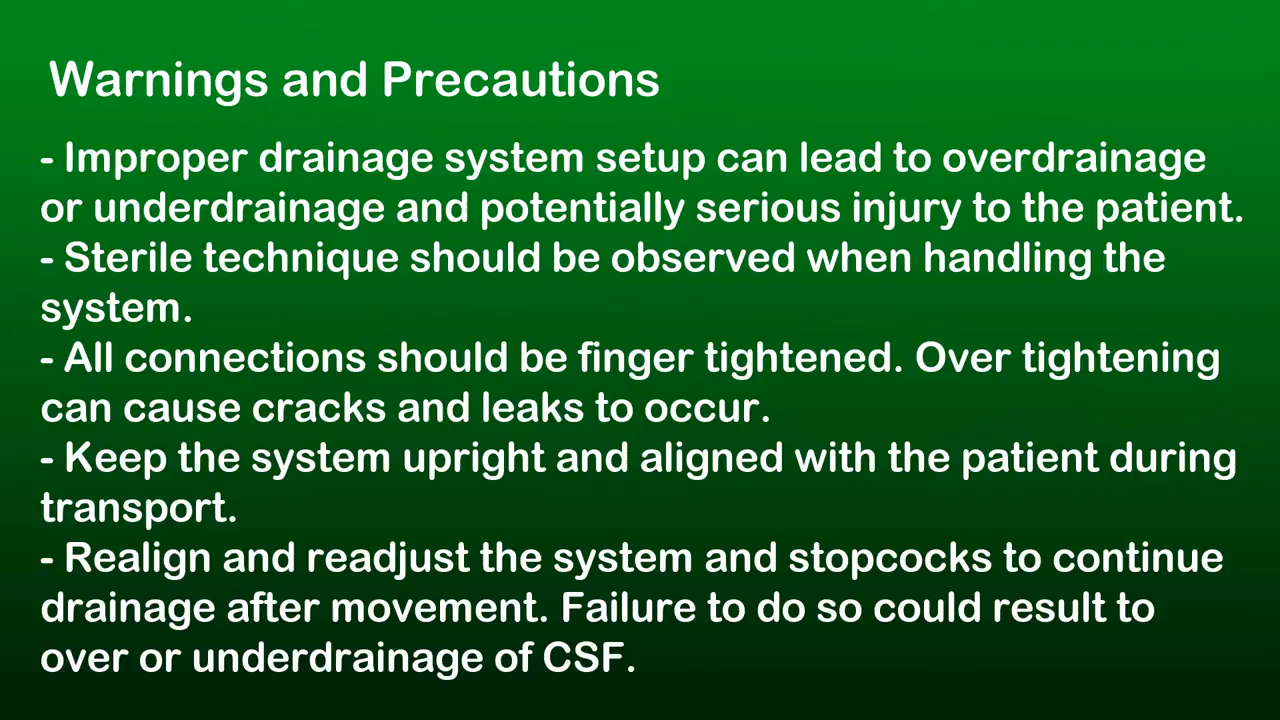 Warnings and Precautions
- Improper drainage system setup can lead to overdrainage
or underdrainage and potentially serious injury to the patient.
- Sterile technique should be observed when handling the
system.
- All connections should be finger tightened. Over tightening
can cause cracks and leaks to occur.
- Keep the system upright and aligned with the patient during
transport.
- Realign and readjust the system and stopcocks to continue
drainage after movement. Failure to do so could result to
over or underdrainage of CSF.